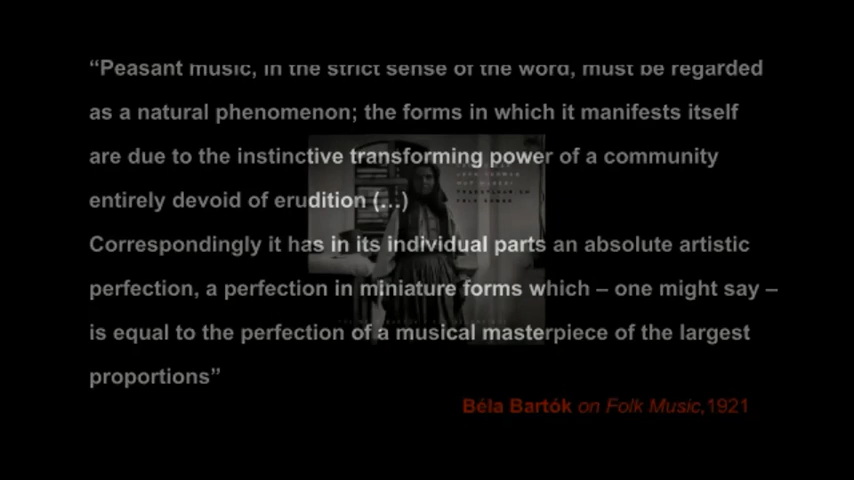 “Peasant music, in the strict sense of the word, must be regarded
as a natural phenomenon; the forms in which it manifests itself
are due to the instinctive transforming power of a community
entirely devoid of erudition (...)
Correspondingly it has in its individual parts an absolute artistic
perfection, a perfection in miniature forms which – one might say –
is equal to the perfection of a musical masterpiece of the largest
proportions”
Béla Bartók on Folk Music,1921